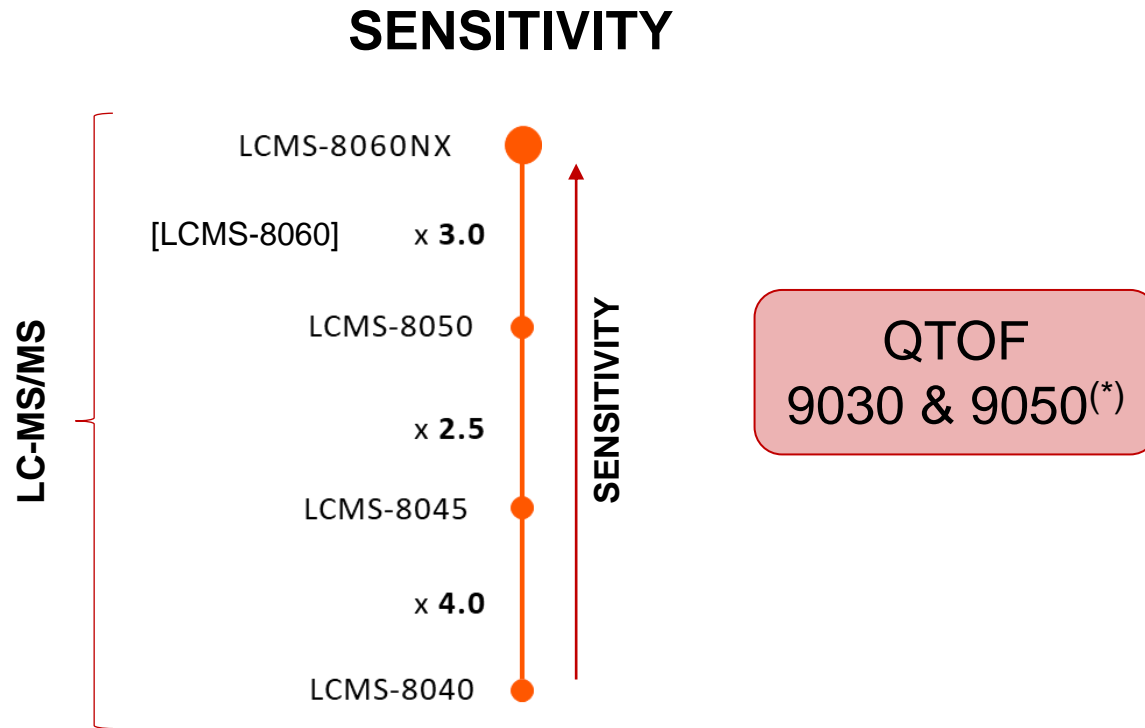 SENSITIVITY
LC-MS/MS
LCMS-8060NX
[LCMS-8060] x 3.0
LCMS-8050
x 2.5
LCMS-8045
x 4.0
LCMS-8040
SENSITIVITY
QTOF
9030 & 9050(*)